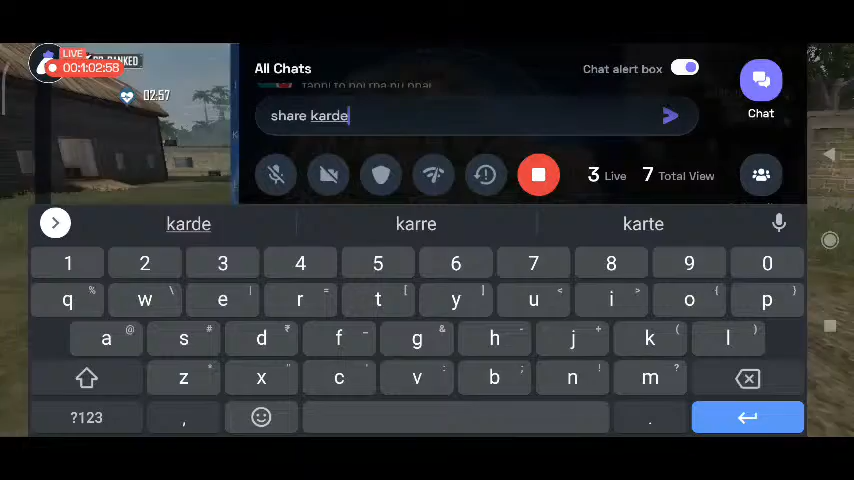 LIVE
RANKED
00:1:02:58
02:57
All Chats
Chat alert box
share karde
Chat
3 Live
7 Total View
karde
karre
karte
1 2 3 4 5 6 7 8 9 0
q % w \ e | r = t [ y ] u < i > o { p }
a @ s # d ₹ f _ g & h - j + k ( l )
z * x " c ' v : b ; n ! m ?
?123 , .